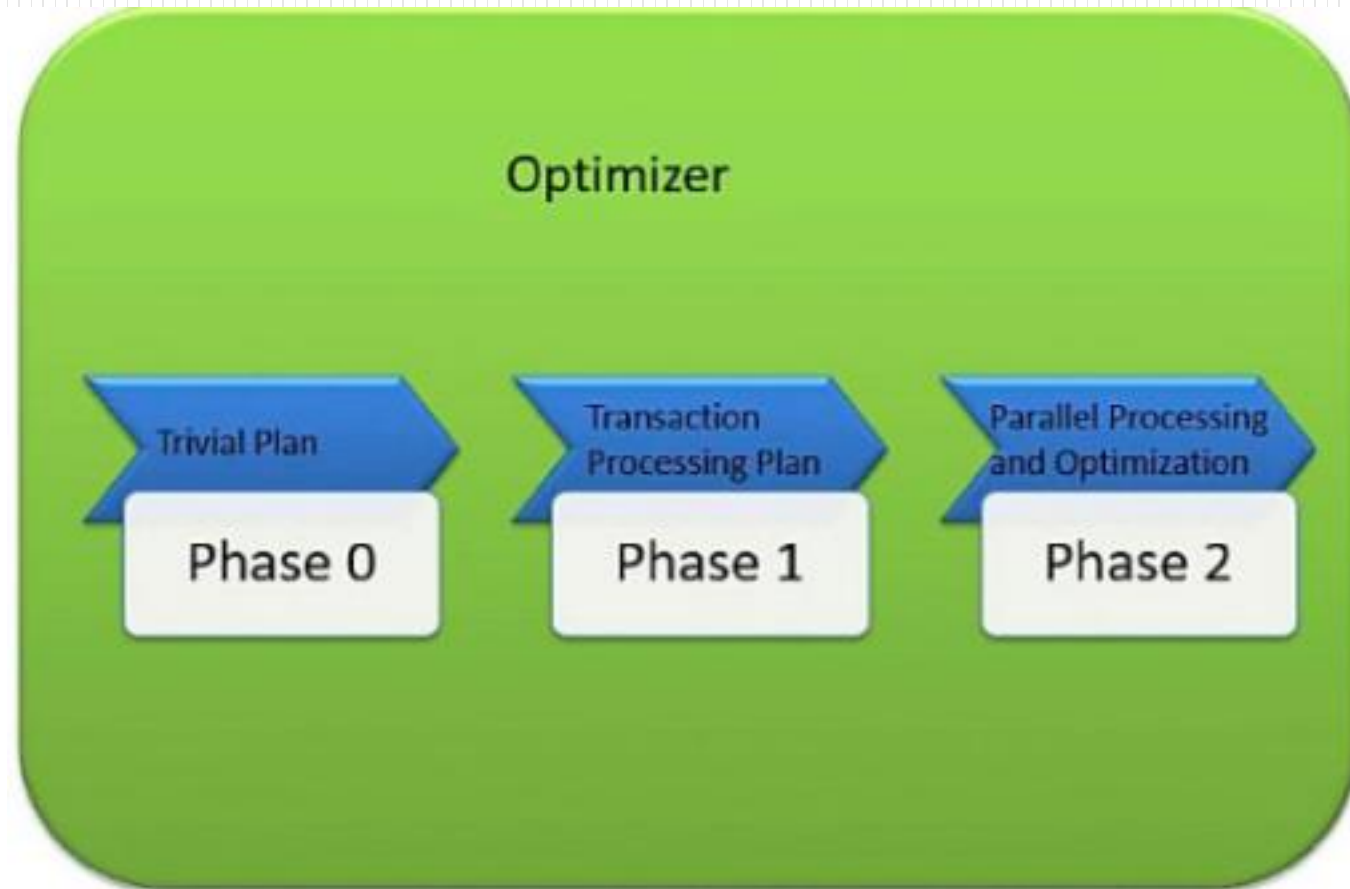 Optimizer
Trivial Plan
Phase 0
Transaction
Processing Plan
Phase 1
Parallel Processing
and Optimization
Phase 2